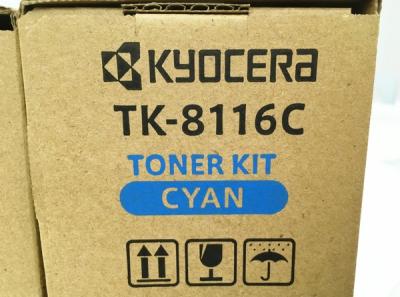 KYOCERA
TK-8116C
TONER KIT
CYAN